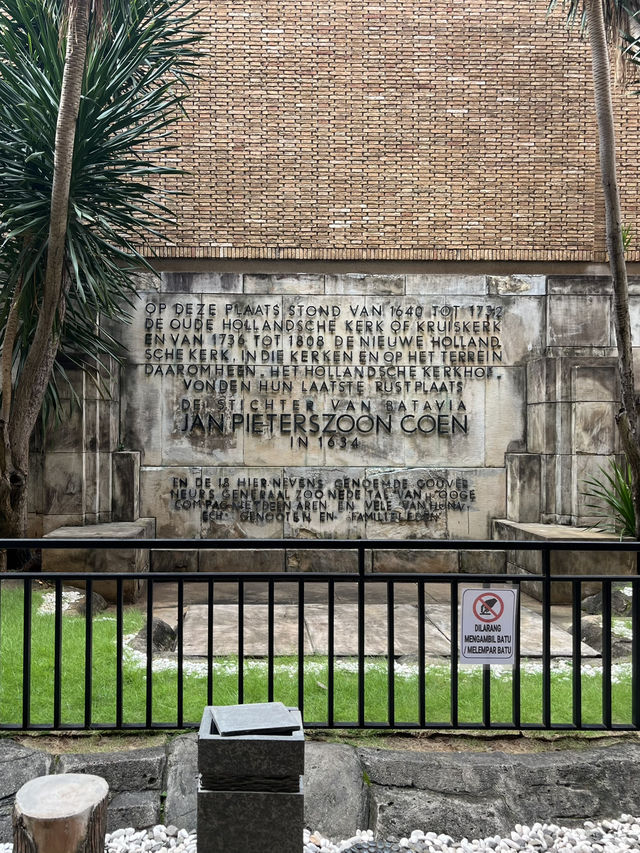 OP DEZE PLAATS STOND VAN 1640 TOT 1732
DE OUDE HOLLANDSCHE KERK OF KRUISKERK
EN VAN 1736 TOT 1808 DE NIEUWE HOLLAND.
SCHE KERK. IN DIE KERKEN EN OP HET TERREIN
DAAROMHEEN. HET HOLLANDSCHE KERKHOF.
VONDEN HUN LAATSTE RUSTPLAATS
DE STICHTER VAN BATAVIA
JAN PIETERSZOON COEN
IN 1634
EN DE 18 HIERNEVENS GENOEMDE GOUVER
NEURS GENERAAL ZOOMEDE TAL VAN HOOGE
COMPAGNIETDIENAREN EN VELE VAN HUN
ECHTGENOOTEN EN FAMILIELEDEN
DILARANG
MENGAMBIL BATU
/ MELEMPAR BATU